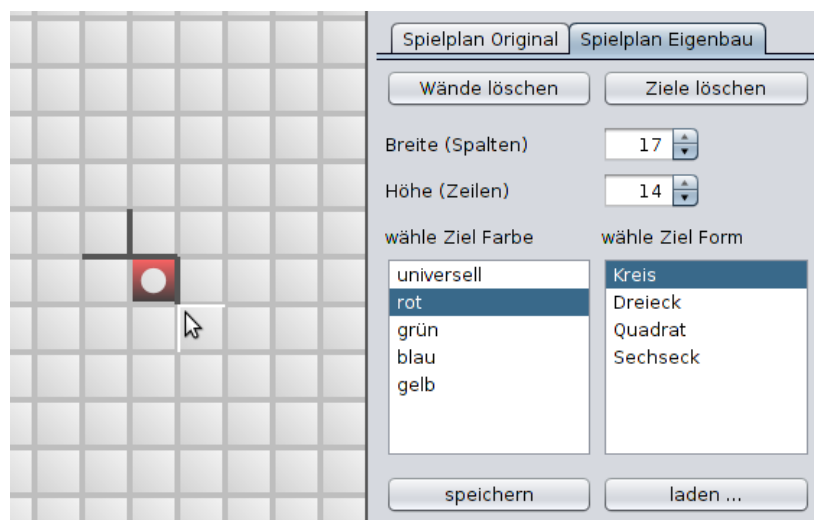 Spielplan Original
Spielplan Eigenbau
Wände löschen
Ziele löschen
Breite (Spalten)
17
Höhe (Zeilen)
14
wähle Ziel Farbe
wähle Ziel Form
universell
rot
grün
blau
gelb
Kreis
Dreieck
Quadrat
Sechseck
speichern
laden ...